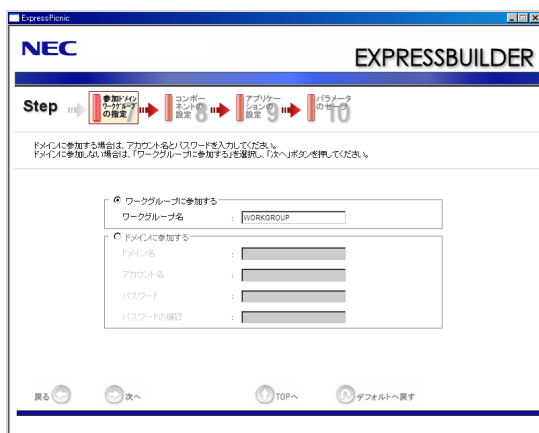 ExpressPicnic
NEC
EXPRESSBUILDER
Step
参加ドメイン
ワークグループ
の指定 7
コンポー
ネントの
設定 8
アプリケー
ションの
設定 9
パラメータ
のセーブ
10
ドメインに参加する場合は、アカウント名とパスワードを入力してください。
ドメインに参加しない場合は、「ワークグループに参加する」を選択し、「次へ」ボタンを押してください。
ワークグループに参加する
ワークグループ名 : WORKGROUP
ドメインに参加する
ドメイン名 :
アカウント名 :
パスワード :
パスワードの確認 :
戻る 次へ TOPへ デフォルトへ戻す